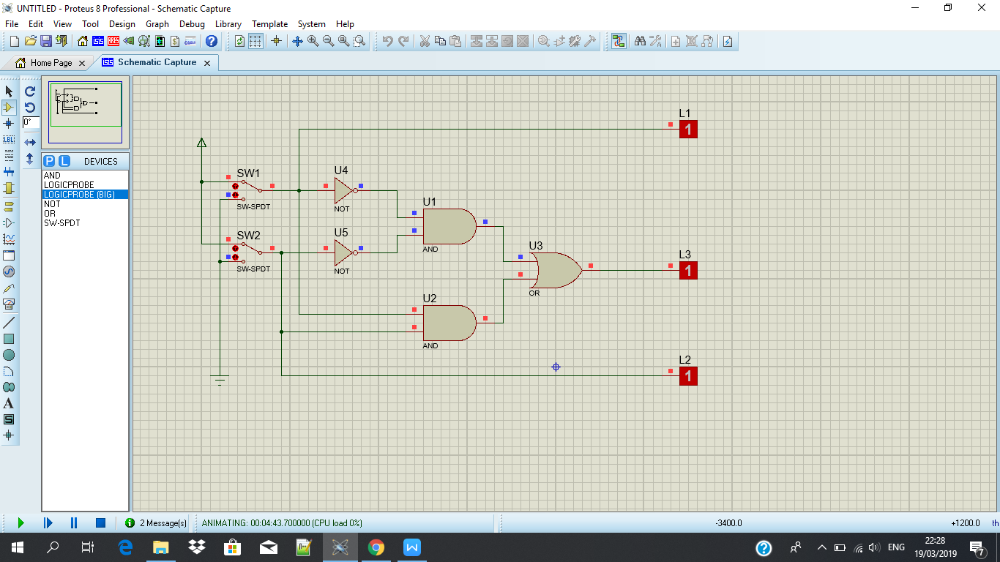 UNTITLED - Proteus 8 Professional - Schematic Capture
File Edit View Tool Design Graph Debug Library Template System Help
Home Page Schematic Capture
0°
P L DEVICES
AND
LOGICPROBE
LOGICPROBE (BIG)
NOT
OR
SW-SPDT
LBL
A
S
L1
1
SW1
SW-SPDT
U4
NOT
U1
AND
SW2
SW-SPDT
U5
NOT
U3
OR
L3
1
U2
AND
L2
1
2 Message(s) ANIMATING: 00:04:43.700000 (CPU load 0%) -3400.0 +1200.0 th
ENG 22:28
19/03/2019
7